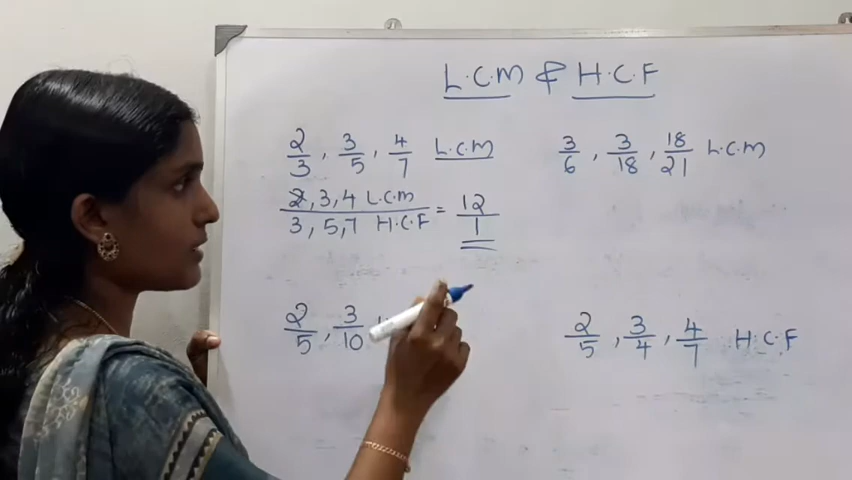 L.C.M & H.C.F
2/3, 3/5, 4/7 L.C.M
2,3,4 L.C.M / 3,5,7 H.C.F = 12/1
3/6, 3/18, 18/21 L.C.M
2/5, 3/10
2/5, 3/4, 4/7 H.C.F